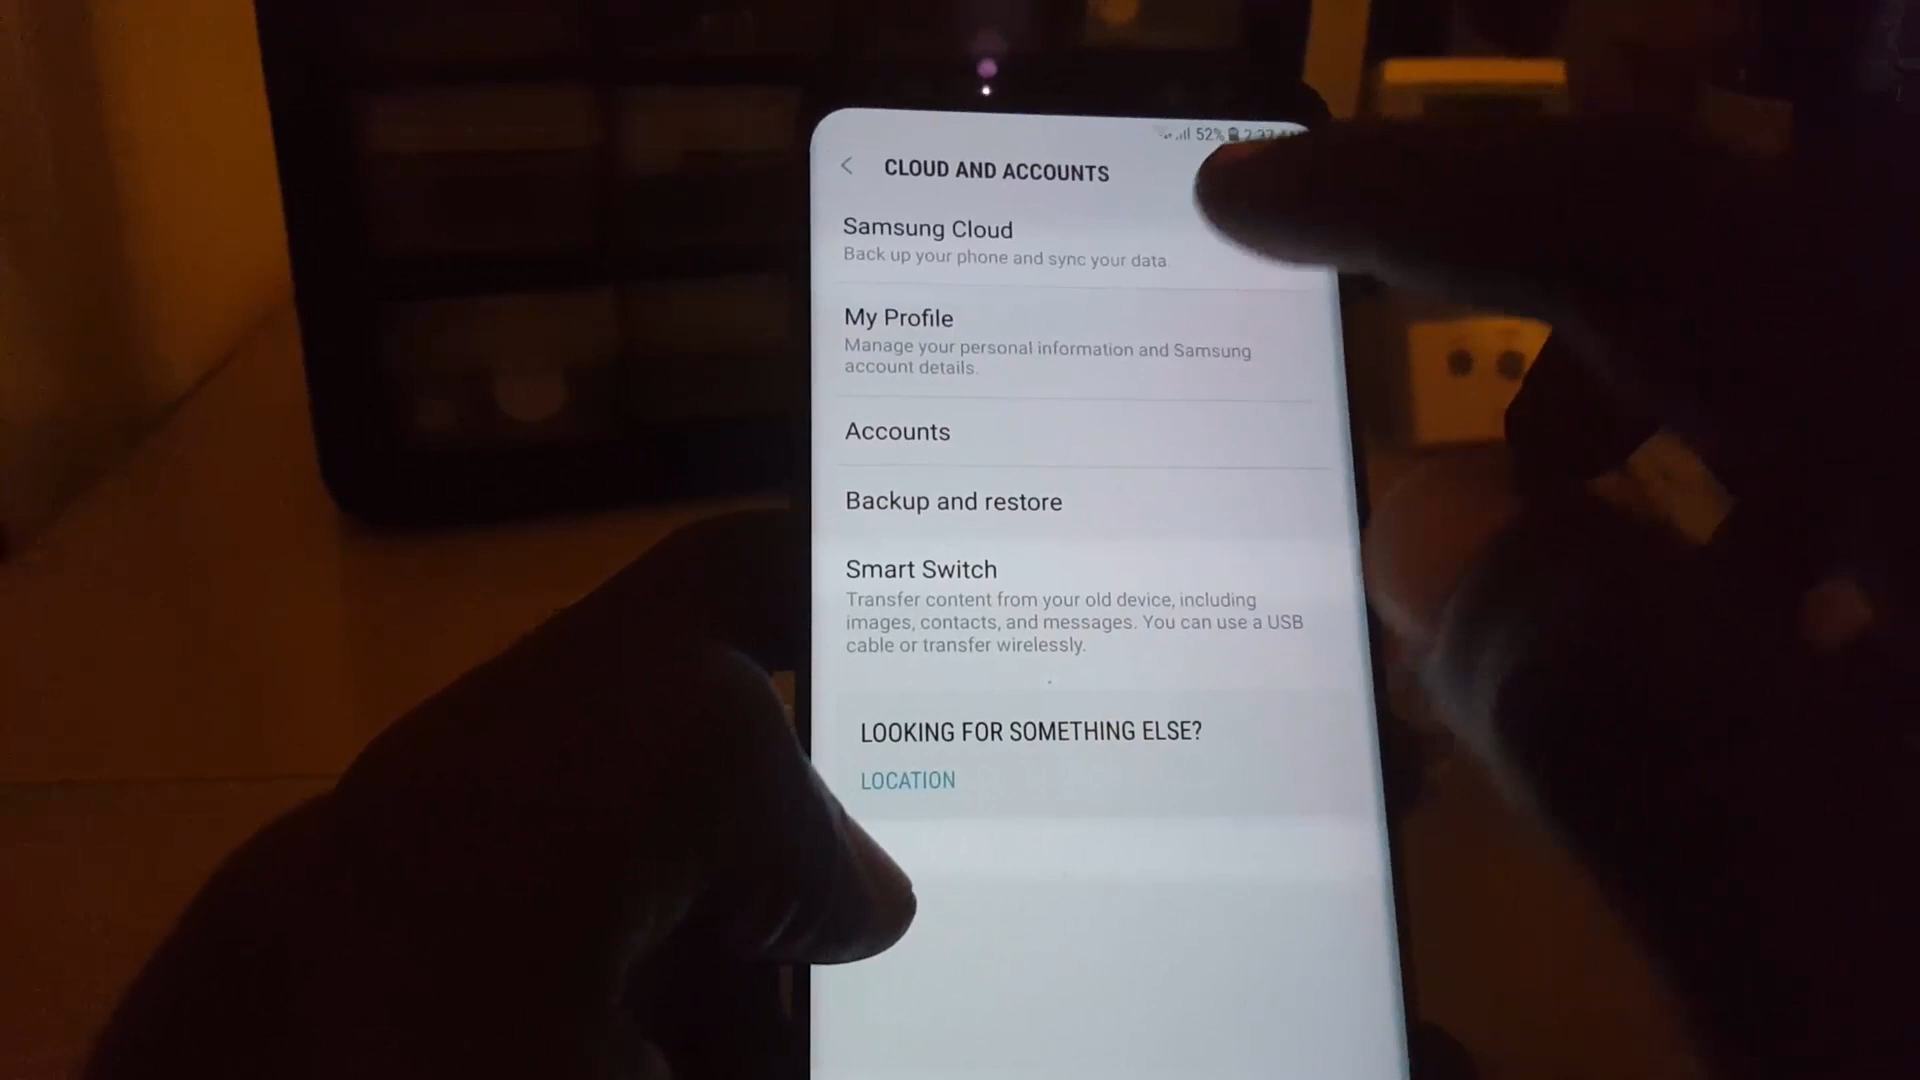 52%
CLOUD AND ACCOUNTS
Samsung Cloud
Back up your phone and sync your data.
My Profile
Manage your personal information and Samsung
account details.
Accounts
Backup and restore
Smart Switch
Transfer content from your old device, including
images, contacts, and messages. You can use a USB
cable or transfer wirelessly.
LOOKING FOR SOMETHING ELSE?
LOCATION